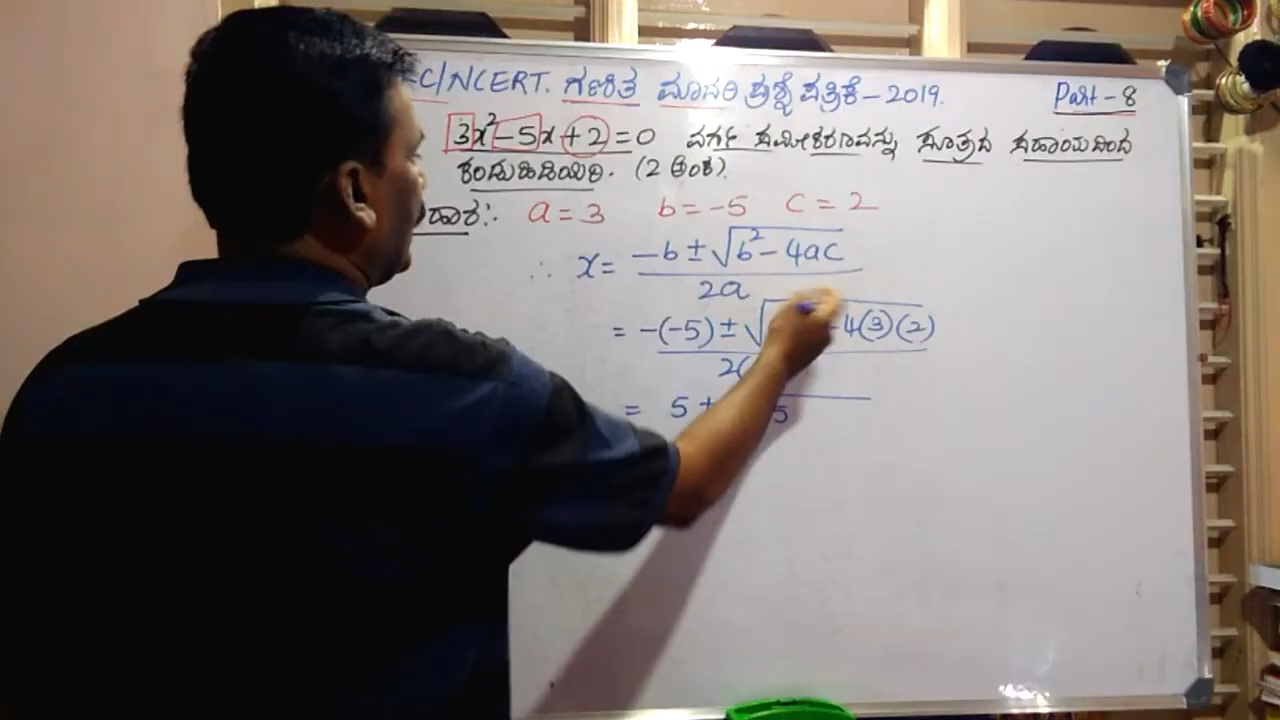 C/NCERT. ಗಣಿತ ಮಾದರಿ ಪ್ರಶ್ನೆ ಪತ್ರಿಕೆ – 2019.
Part – 8
3x² – 5x + 2 = 0 ವರ್ಗ ಸಮೀಕರಣವನ್ನು ಸೂತ್ರದ ಸಹಾಯದಿಂದ
ಕಂಡುಹಿಡಿಯಿರಿ. (2 ಅಂಕ).
ಹಾರ:. a = 3 b = -5 c = 2
∴ x = -b ± √b² - 4ac
2a
= -(-5) ± √ -4(3)(2)
2(
= 5 ± 5